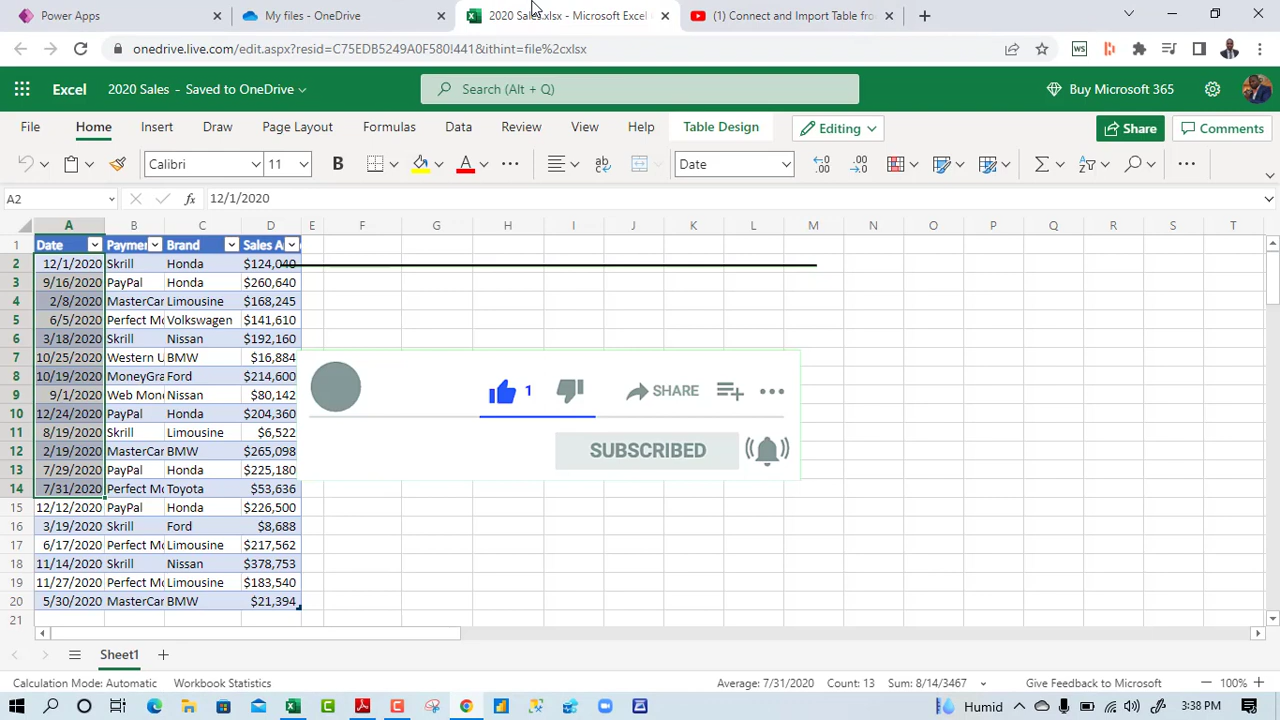 Power Apps
My files - OneDrive
2020 Sales.xlsx - Microsoft Excel
(1) Connect and Import Table fro
onedrive.live.com/edit.aspx?resid=C75EDB5249A0F580!441&ithint=file%2cxlsx
Excel 2020 Sales - Saved to OneDrive Search (Alt + Q) Buy Microsoft 365
File Home Insert Draw Page Layout Formulas Data Review View Help Table Design Editing Share Comments
Calibri 11 B A Date
A2 fx 12/1/2020
A B C D E F G H I J K L M N O P Q R S T
1 Date Paymen Brand Sales A
2 12/1/2020 Skrill Honda $124,040
3 9/16/2020 PayPal Honda $260,640
4 2/8/2020 MasterCar Limousine $168,245
5 6/5/2020 Perfect Mo Volkswagen $141,610
6 3/18/2020 Skrill Nissan $192,160
7 10/25/2020 Western U BMW $16,884
8 10/19/2020 MoneyGra Ford $214,600
9 9/1/2020 Web Mon Nissan $80,142
10 12/24/2020 PayPal Honda $204,360
11 8/19/2020 Skrill Limousine $6,522
12 2/19/2020 MasterCar BMW $265,098
13 7/29/2020 PayPal Honda $225,180
14 7/31/2020 Perfect Mo Toyota $53,636
15 12/12/2020 PayPal Honda $226,500
16 3/19/2020 Skrill Ford $8,688
17 6/17/2020 Perfect Mo Limousine $217,562
18 11/14/2020 Skrill Nissan $378,753
19 11/27/2020 Perfect Mo Limousine $183,540
20 5/30/2020 MasterCar BMW $21,394
21
1 SHARE
SUBSCRIBED
Sheet1
Calculation Mode: Automatic Workbook Statistics Average: 7/31/2020 Count: 13 Sum: 8/14/3467 Give Feedback to Microsoft 100%
Humid 3:38 PM